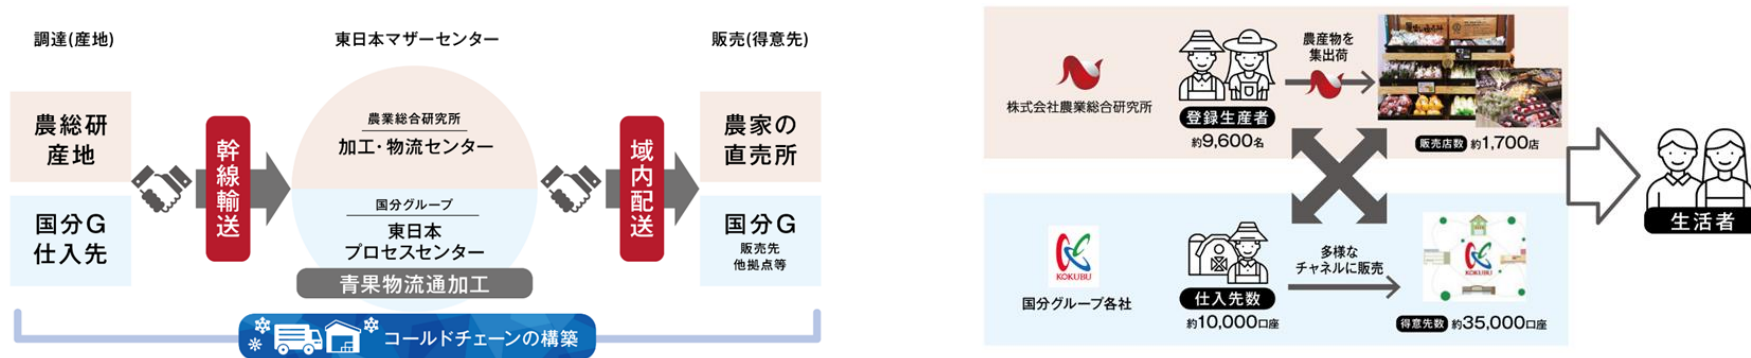 調達(産地)
東日本マザーセンター
販売(得意先)
農総研
産地
国分G
仕入先
幹線輸送
農業総合研究所
加工・物流センター
国分グループ
東日本
プロセスセンター
青果物流通加工
域内配送
農家の
直売所
国分G
販売先
他拠点等
コールドチェーンの構築
株式会社農業総合研究所
登録生産者
約9,600名
農産物を
集出荷
販売店数 約1,700店
KOKUBU
国分グループ各社
仕入先数
約10,000口座
多様な
チャネルに販売
KOKUBU
得意先数 約35,000口座
生活者